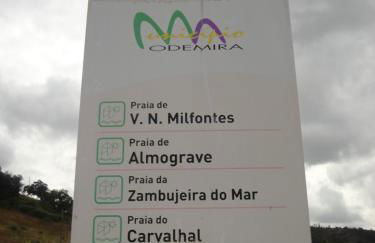 Município
ODEMIRA
Praia de
V. N. Milfontes
Praia de
Almograve
Praia da
Zambujeira do Mar
Praia do
Carvalhal